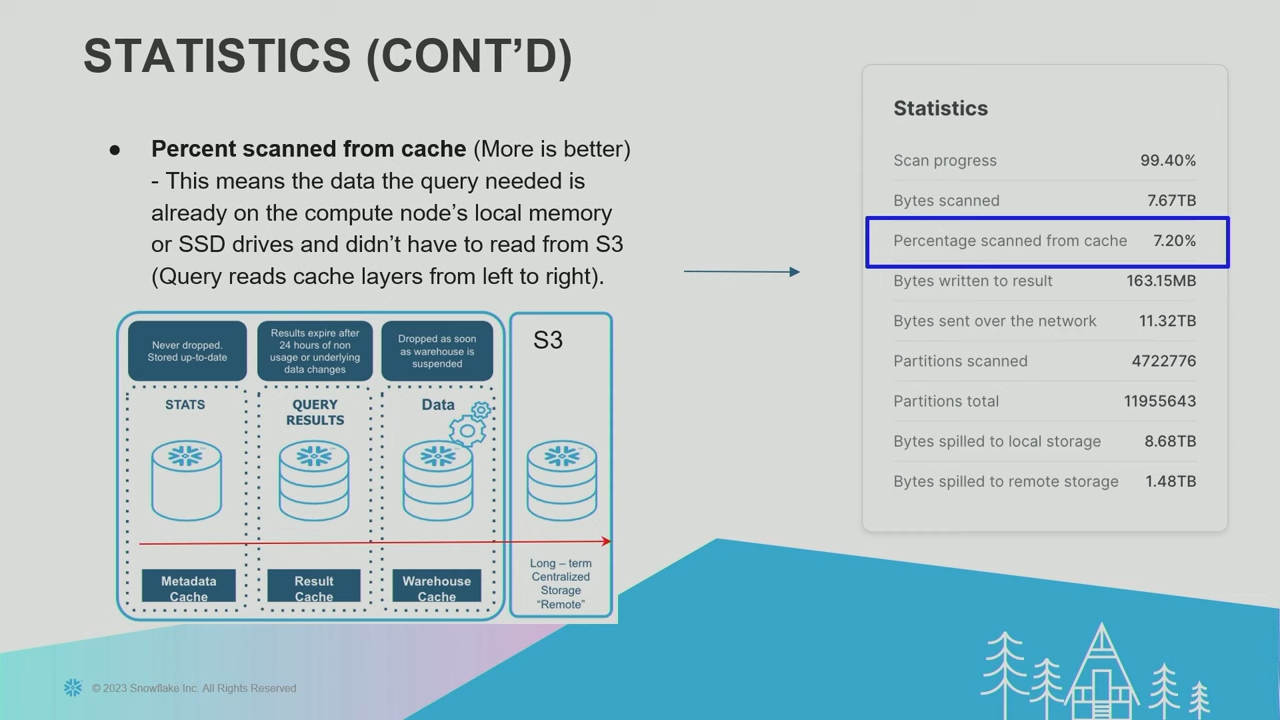 STATISTICS (CONT’D)
● Percent scanned from cache (More is better)
- This means the data the query needed is
already on the compute node’s local memory
or SSD drives and didn’t have to read from S3
(Query reads cache layers from left to right).
Never dropped.
Stored up-to-date
Results expire after
24 hours of non
usage or underlying
data changes
Dropped as soon
as warehouse is
suspended
S3
STATS
QUERY
RESULTS
Data
Metadata
Cache
Result
Cache
Warehouse
Cache
Long – term
Centralized
Storage
“Remote”
Statistics
Scan progress 99.40%
Bytes scanned 7.67TB
Percentage scanned from cache 7.20%
Bytes written to result 163.15MB
Bytes sent over the network 11.32TB
Partitions scanned 4722776
Partitions total 11955643
Bytes spilled to local storage 8.68TB
Bytes spilled to remote storage 1.48TB
© 2023 Snowflake Inc. All Rights Reserved